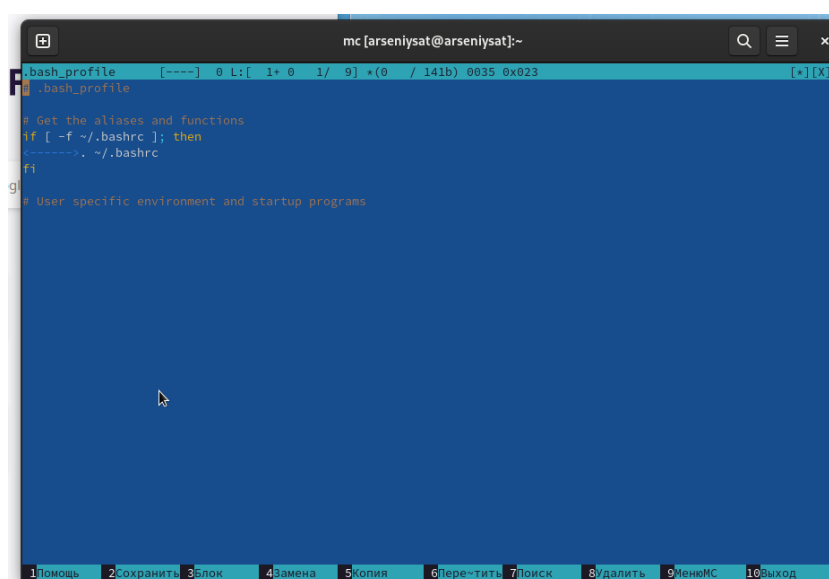 mc [arseniysat@arseniysat]:~
.bash_profile [----] 0 L:[ 1+ 0 1/ 9] *(0 / 141b) 0035 0x023 [*][X]
# .bash_profile
# Get the aliases and functions
if [ -f ~/.bashrc ]; then
<------>. ~/.bashrc
fi
# User specific environment and startup programs
1Помощь 2Сохранить 3Блок 4Замена 5Копия 6Пере~тить 7Поиск 8Удалить 9МенюMC 10Выход